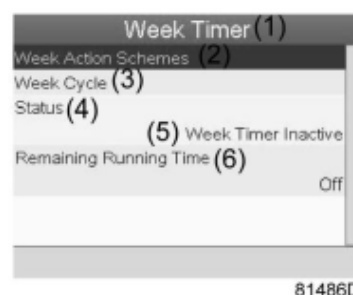 Week Timer (1)
Week Action Schemes (2)
Week Cycle (3)
Status (4)
(5) Week Timer Inactive
Remaining Running Time (6)
Off
81486D